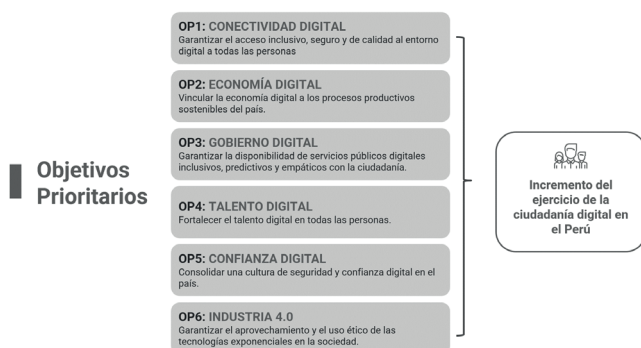 Objetivos
Prioritarios
OP1: CONECTIVIDAD DIGITAL
Garantizar el acceso inclusivo, seguro y de calidad al entorno
digital a todas las personas
OP2: ECONOMÍA DIGITAL
Vincular la economía digital a los procesos productivos
sostenibles del país.
OP3: GOBIERNO DIGITAL
Garantizar la disponibilidad de servicios públicos digitales
inclusivos, predictivos y empáticos con la ciudadanía.
OP4: TALENTO DIGITAL
Fortalecer el talento digital en todas las personas.
OP5: CONFIANZA DIGITAL
Consolidar una cultura de seguridad y confianza digital en el
país.
OP6: INDUSTRIA 4.0
Garantizar el aprovechamiento y el uso ético de las
tecnologías exponenciales en la sociedad.
Incremento del
ejercicio de la
ciudadanía digital en
el Perú